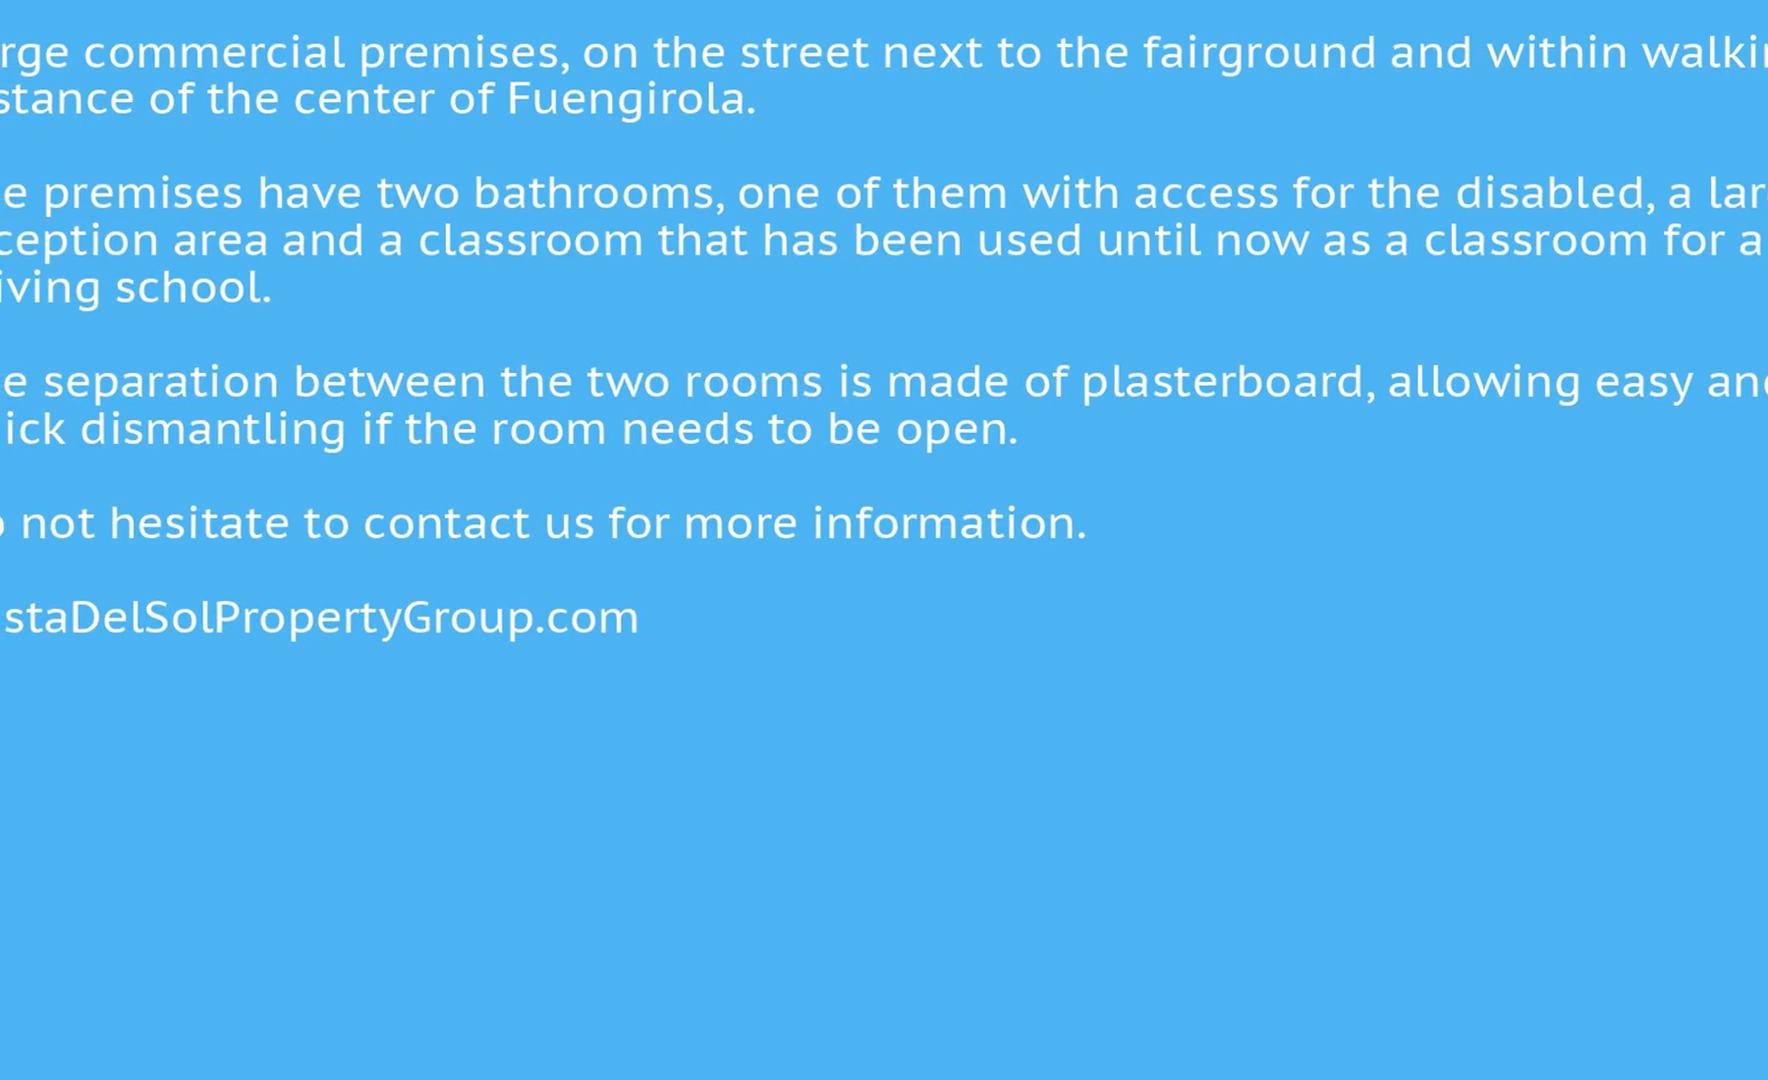 rge commercial premises, on the street next to the fairground and within walkin
stance of the center of Fuengirola.
e premises have two bathrooms, one of them with access for the disabled, a lar
ception area and a classroom that has been used until now as a classroom for a
iving school.
e separation between the two rooms is made of plasterboard, allowing easy and
ick dismantling if the room needs to be open.
o not hesitate to contact us for more information.
staDelSolPropertyGroup.com